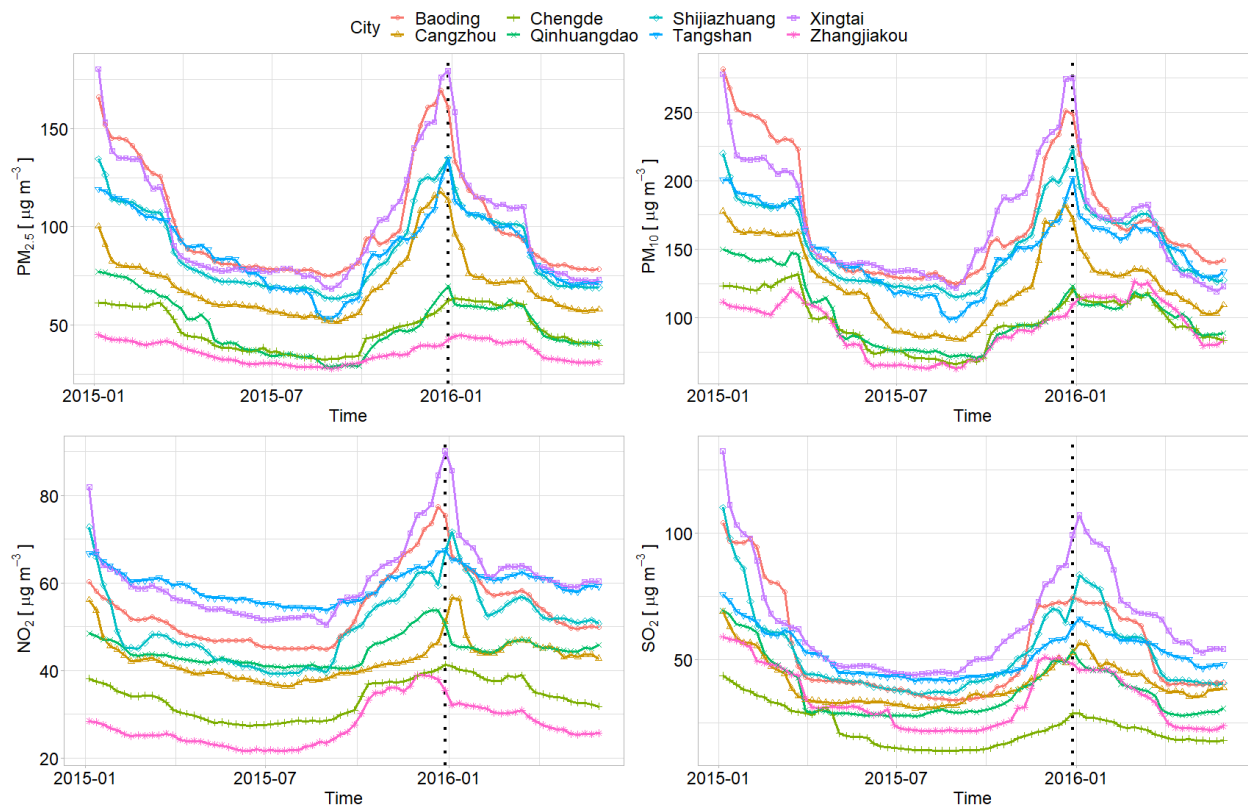 City Baoding Chengde Shijiazhuang Xingtai
Cangzhou Qinhuangdao Tangshan Zhangjiakou
PM2.5 [ µg m−3 ]
150
100
50
2015-01 2015-07 2016-01
Time
PM10 [ µg m−3 ]
250
200
150
100
2015-01 2015-07 2016-01
Time
NO2 [ µg m−3 ]
80
60
40
20
2015-01 2015-07 2016-01
Time
SO2 [ µg m−3 ]
100
50
2015-01 2015-07 2016-01
Time